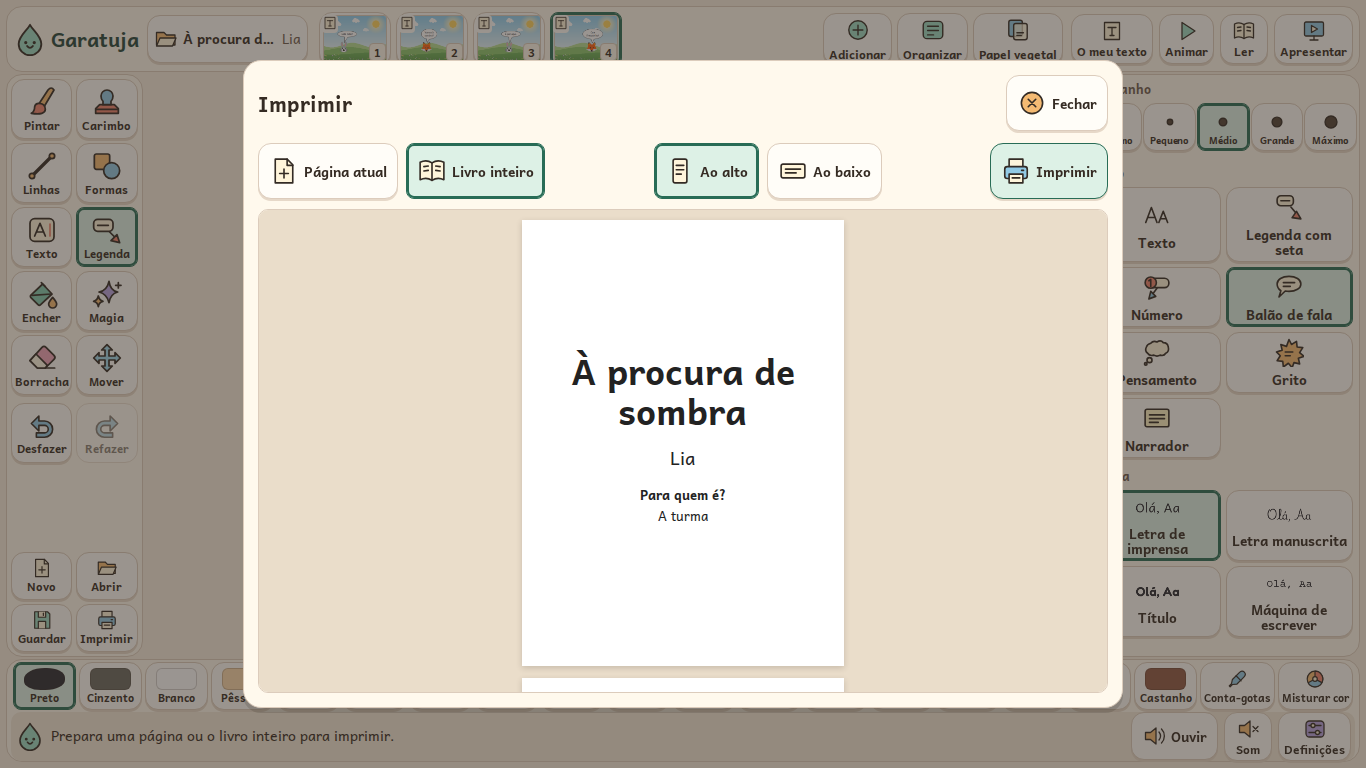 Garatuja
À procura d... Lia
1
2
3
4
Adicionar
Organizar
Papel vegetal
O meu texto
Animar
Ler
Apresentar
Imprimir
Fechar
Página atual
Livro inteiro
Ao alto
Ao baixo
Imprimir
À procura de
sombra
Lia
Para quem é?
A turma
Pintar
Carimbo
Linhas
Formas
Texto
Legenda
Encher
Magia
Borracha
Mover
Desfazer
Refazer
Novo
Abrir
Guardar
Imprimir
Pequeno
Médio
Grande
Máximo
Texto
Legenda com
seta
Número
Balão de fala
Pensamento
Grito
Narrador
Olá, Aa
Letra de
imprensa
Olá, Aa
Letra manuscrita
Olá, Aa
Título
Olá, Aa
Máquina de
escrever
Preto
Cinzento
Branco
Castanho
Conta-gotas
Misturar cor
Prepara uma página ou o livro inteiro para imprimir.
Ouvir
Som
Definições